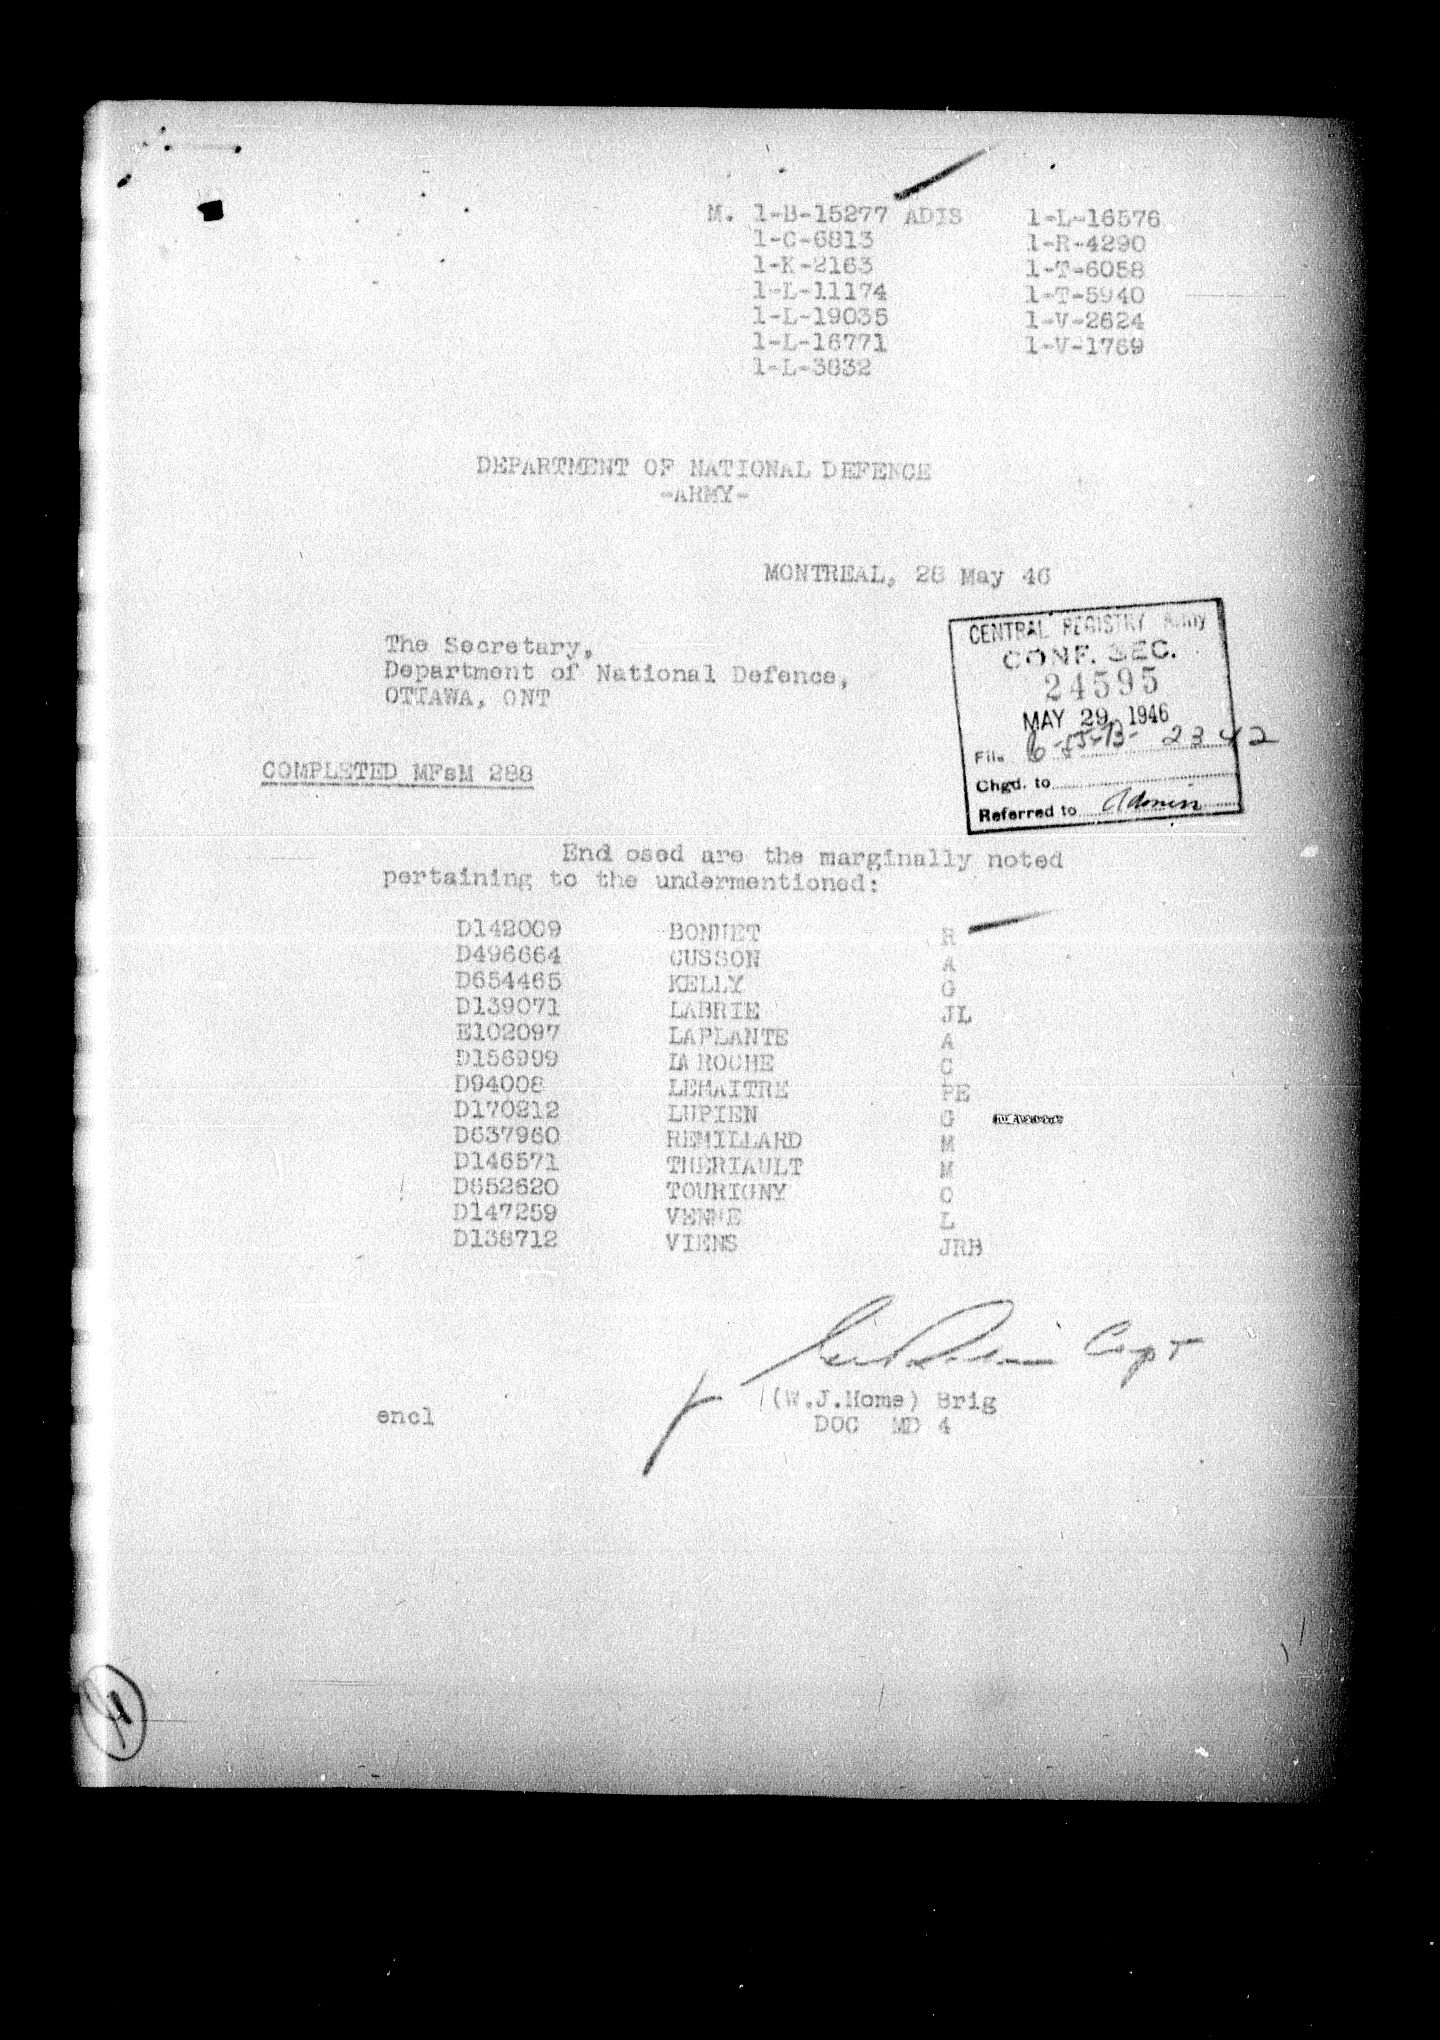 M. 1-B-15277 ADIS 1-L-16576
1-C-6813 1-R-4290
1-K-2163 1-T-6058
1-L-11174 1-T-5940
1-L-19035 1-V-2624
1-L-16771 1-V-1769
1-L-3632
DEPARTMENT OF NATIONAL DEFENCE
-ARMY-
MONTREAL, 28 May 46
The Secretary,
Department of National Defence,
OTTAWA, ONT
CENTRAL REGISTRY Army
CONF. SEC.
24595
MAY 29 1946
File 2342
Chgd. to
Referred to Admin
COMPLETED MFsM 288
Encl osed are the marginally noted
pertaining to the undermentioned:
D142009 BONNET R
D496664 CUSSON A
D654465 KELLY G
D139071 LABRIE JL
E102097 LAPLANTE A
D156999 LA ROCHE C
D94008 LEMAITRE PE
D170212 LUPIEN G
D637960 REMILLARD M
D146571 THERIAULT M
D652620 TOURIGNY C
D147259 VENNE L
D138712 VIENS JRB
Capt
(W.J.Home) Brig
encl
DOC MD 4